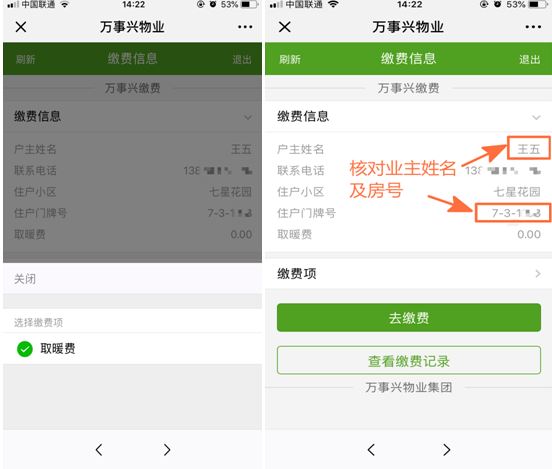 中国联通 14:22 53%
万事兴物业
刷新 缴费信息 退出
万事兴缴费
缴费信息
户主姓名 王五
联系电话 138
住户小区 七星花园
住户门牌号 7-3-1
取暖费 0.00
关闭
选择缴费项
取暖费
中国联通 14:22 53%
万事兴物业
刷新 缴费信息 退出
万事兴缴费
缴费信息
户主姓名 王五
联系电话 138
住户小区 七星花园
住户门牌号 7-3-1
取暖费 0.00
核对业主姓名
及房号
缴费项
去缴费
查看缴费记录
万事兴物业集团